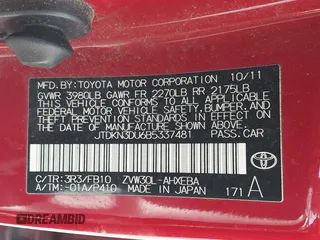 MFD. BY: TOYOTA MOTOR CORPORATION 10/11
GVWR 3980LB GAWR FR 2270LB RR 2175LB
THIS VEHICLE CONFORMS TO ALL APPLICABLE
FEDERAL MOTOR VEHICLE SAFETY, BUMPER, AND
THEFT PREVENTION STANDARDS IN EFFECT ON
THE DATE OF MANUFACTURE SHOWN ABOVE.
JTDKN3DU6B5337481 PASS. CAR
C/TR: 3R3/FB10 ZVW30L-AHXEBA
A/TM: -01A/P410 MADE IN JAPAN 171 A
TOYOTA
DREAMBID